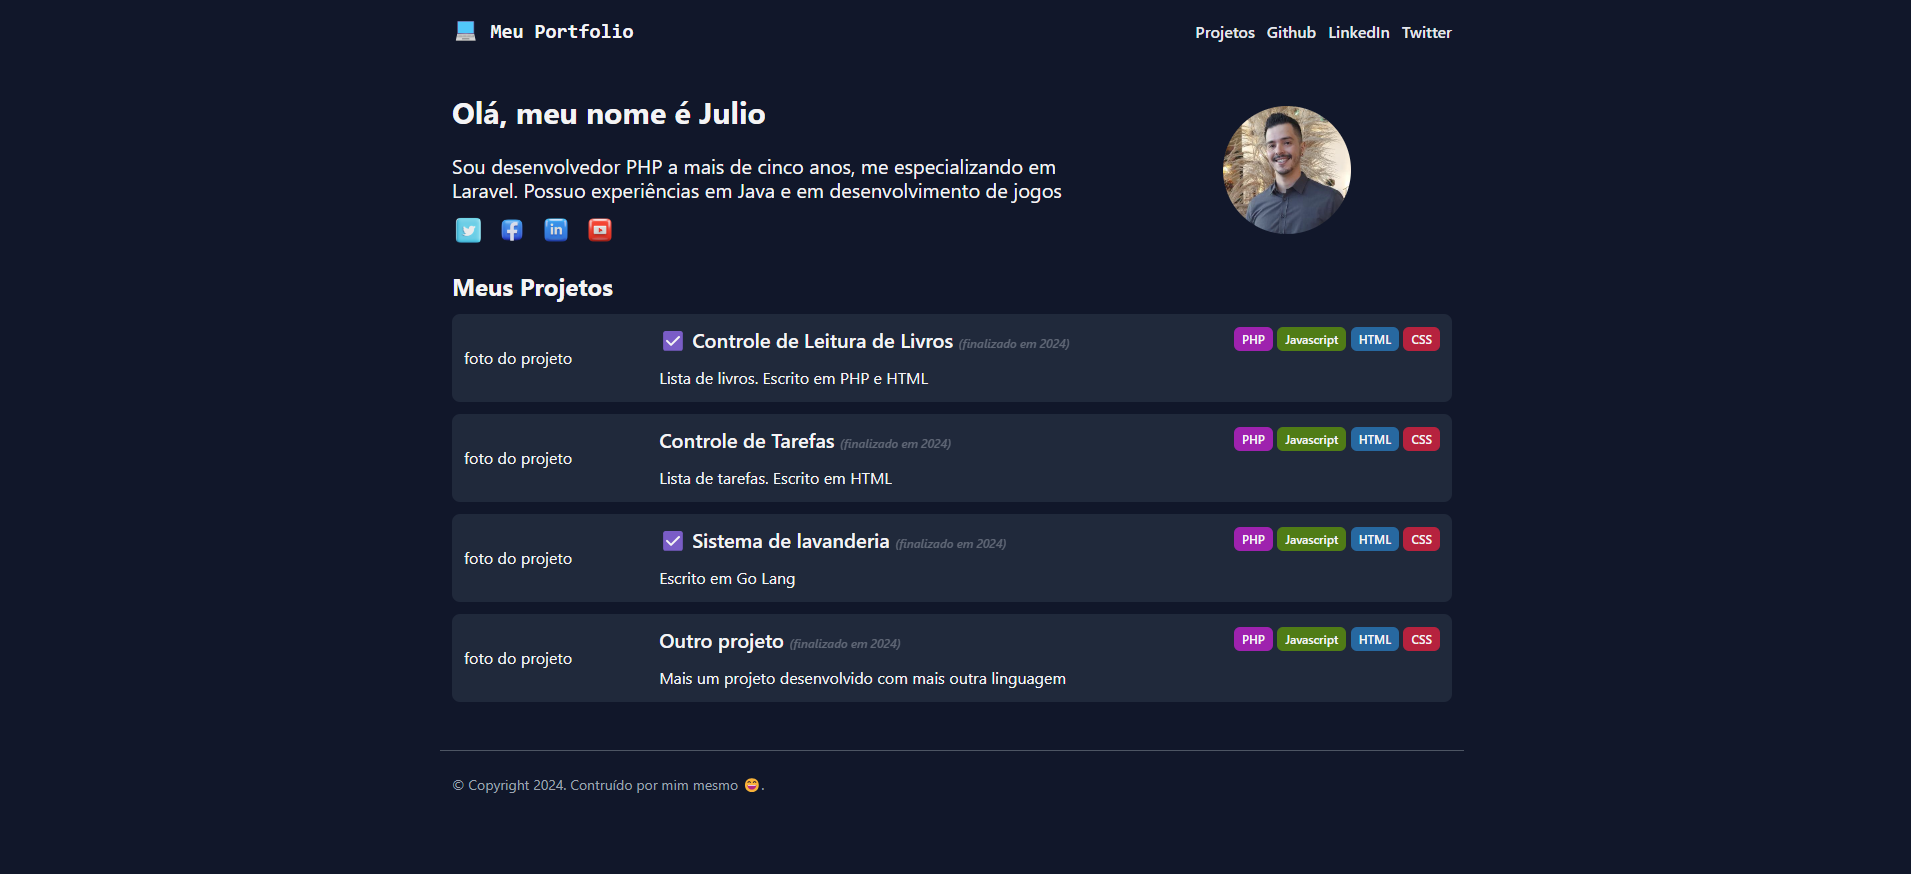 Meu Portfolio
Projetos Github LinkedIn Twitter
Olá, meu nome é Julio
Sou desenvolvedor PHP a mais de cinco anos, me especializando em
Laravel. Possuo experiências em Java e em desenvolvimento de jogos
Meus Projetos
foto do projeto
Controle de Leitura de Livros (finalizado em 2024)
PHP Javascript HTML CSS
Lista de livros. Escrito em PHP e HTML
foto do projeto
Controle de Tarefas (finalizado em 2024)
PHP Javascript HTML CSS
Lista de tarefas. Escrito em HTML
foto do projeto
Sistema de lavanderia (finalizado em 2024)
PHP Javascript HTML CSS
Escrito em Go Lang
foto do projeto
Outro projeto (finalizado em 2024)
PHP Javascript HTML CSS
Mais um projeto desenvolvido com mais outra linguagem
© Copyright 2024. Contruído por mim mesmo 😄.